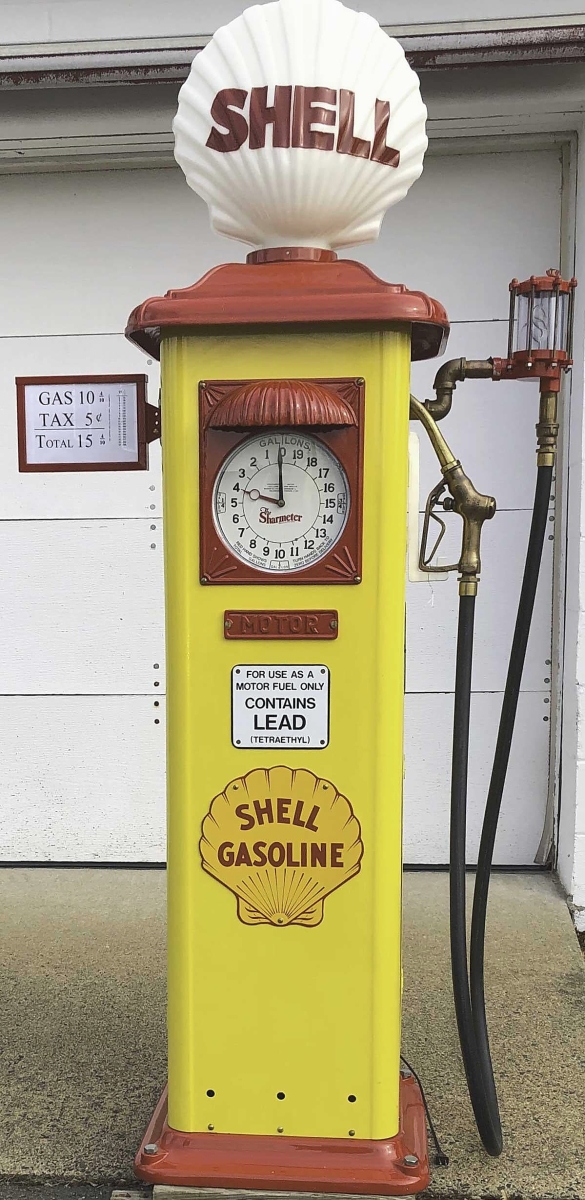 SHELL
GAS 10
TAX 5¢
TOTAL 15
GALLONS
1 0 19
2 18
3 17
4 16
5 15
6 14
7 13
8 9 10 11 12
The Sharmeter
MOTOR
FOR USE AS A
MOTOR FUEL ONLY
CONTAINS
LEAD
(TETRAETHYL)
SHELL
GASOLINE